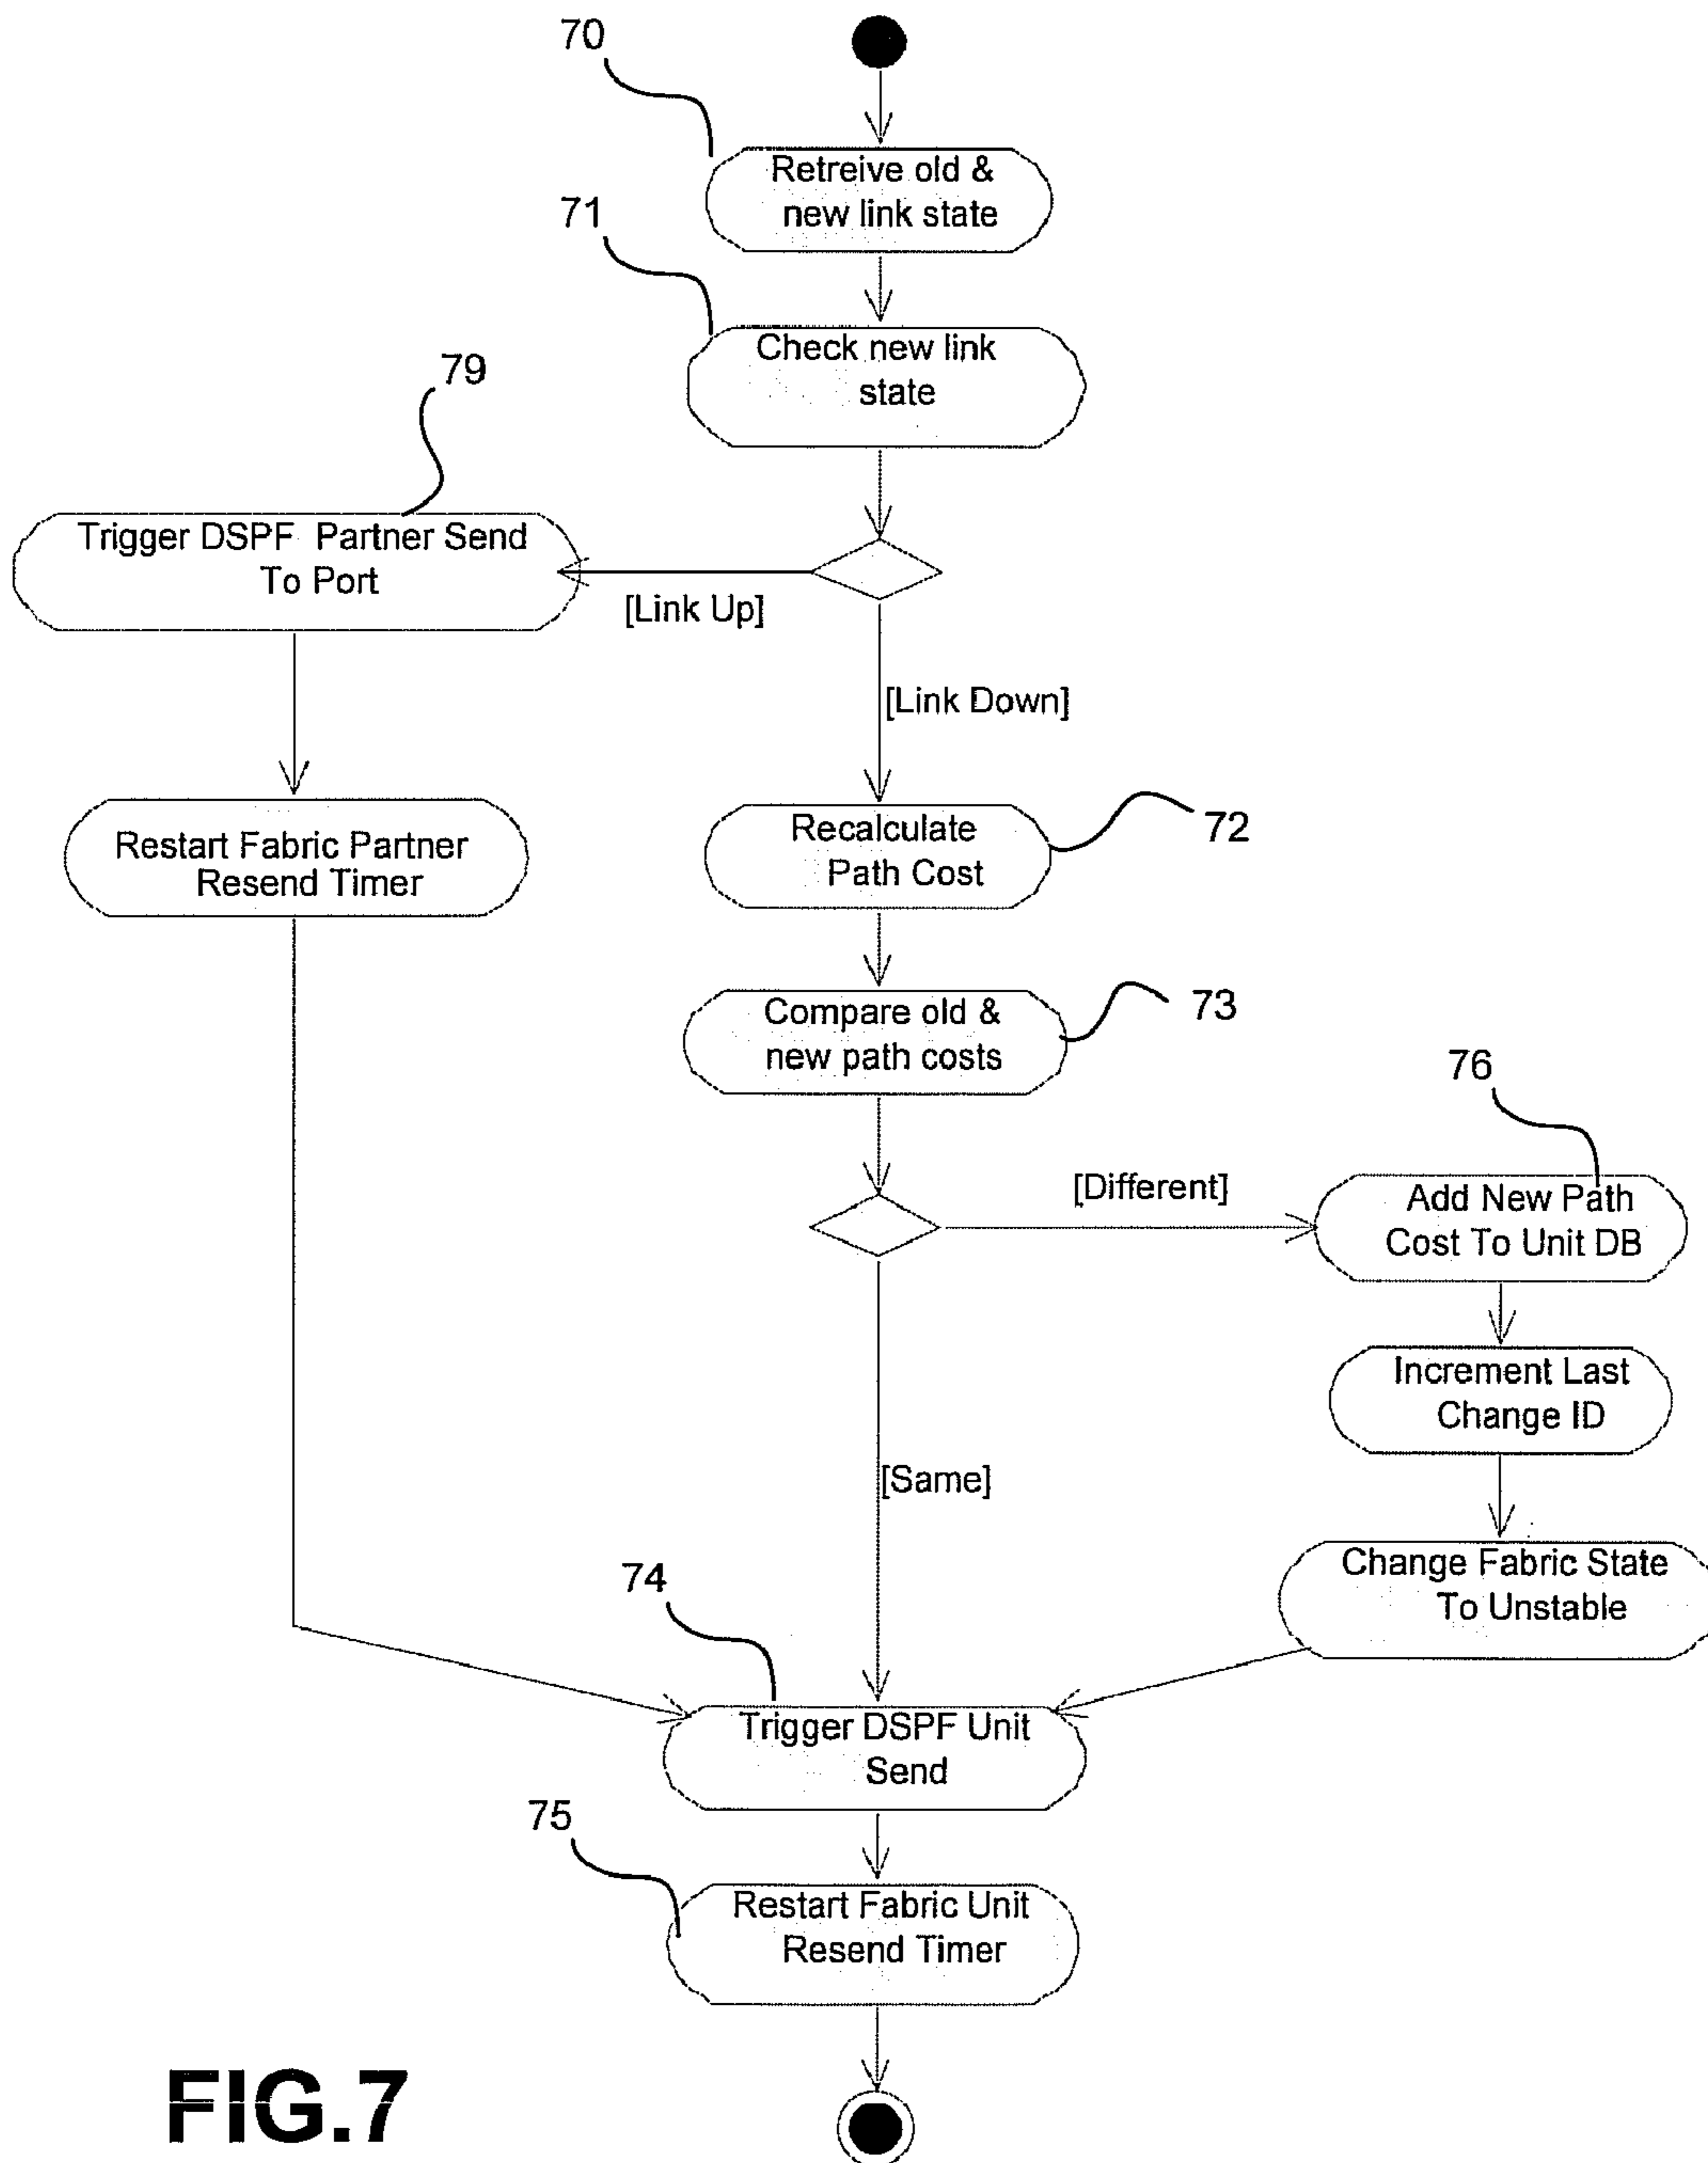 70
Retreive old &
new link state
71
Check new link
state
79
Trigger DSPF Partner Send
To Port
[Link Up]
[Link Down]
Restart Fabric Partner
Resend Timer
Recalculate
Path Cost
72
Compare old &
new path costs
73
76
[Different]
Add New Path
Cost To Unit DB
Increment Last
Change ID
[Same]
Change Fabric State
To Unstable
74
Trigger DSPF Unit
Send
75
Restart Fabric Unit
Resend Timer
FIG.7